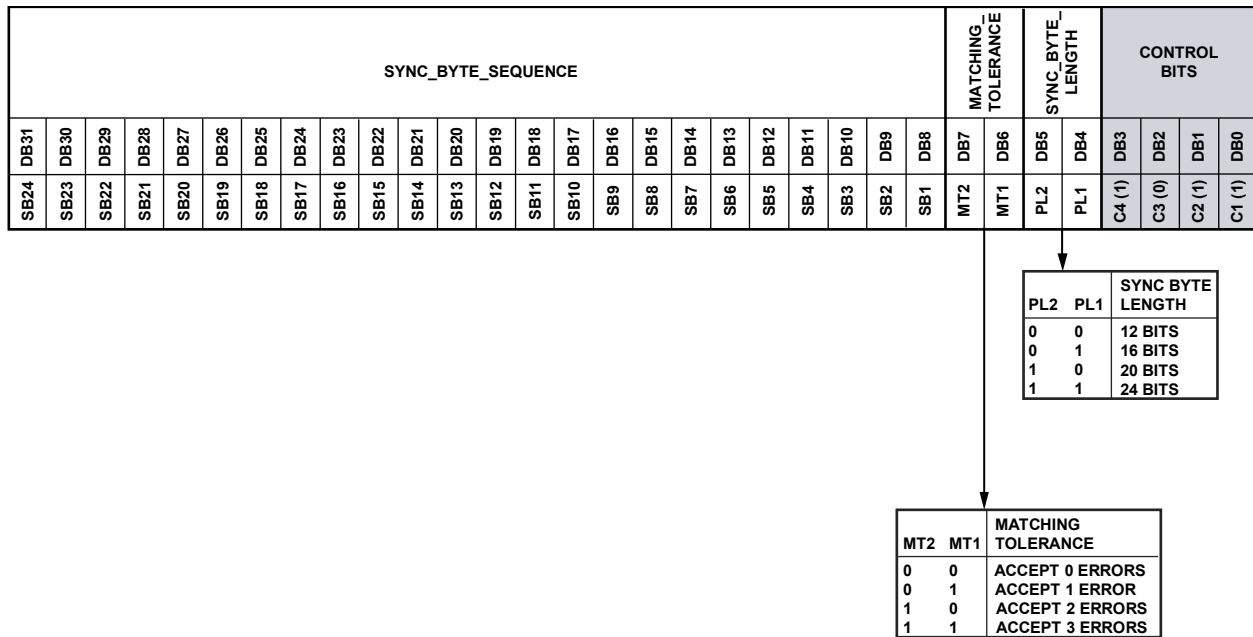 SYNC_BYTE_SEQUENCE
MATCHING_
TOLERANCE
SYNC_BYTE_
LENGTH
CONTROL
BITS
DB31 DB30 DB29 DB28 DB27 DB26 DB25 DB24 DB23 DB22 DB21 DB20 DB19 DB18 DB17 DB16 DB15 DB14 DB13 DB12 DB11 DB10 DB9 DB8 DB7 DB6 DB5 DB4 DB3 DB2 DB1 DB0
SB24 SB23 SB22 SB21 SB20 SB19 SB18 SB17 SB16 SB15 SB14 SB13 SB12 SB11 SB10 SB9 SB8 SB7 SB6 SB5 SB4 SB3 SB2 SB1 MT2 MT1 PL2 PL1 C4 (1) C3 (0) C2 (1) C1 (1)
PL2 PL1 SYNC BYTE
LENGTH
0 0 12 BITS
0 1 16 BITS
1 0 20 BITS
1 1 24 BITS
MT2 MT1 MATCHING
TOLERANCE
0 0 ACCEPT 0 ERRORS
0 1 ACCEPT 1 ERROR
1 0 ACCEPT 2 ERRORS
1 1 ACCEPT 3 ERRORS